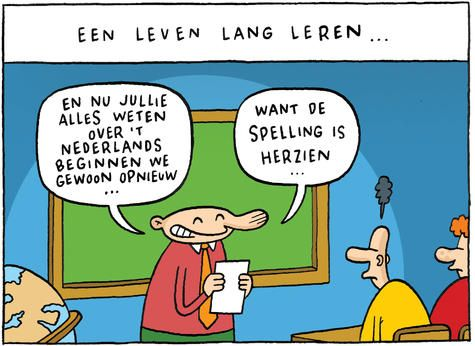 EEN LEVEN LANG LEREN...
EN NU JULLIE
ALLES WETEN
OVER 'T
NEDERLANDS
BEGINNEN WE
GEWOON OPNIEUW
...
WANT DE
SPELLING IS
HERZIEN
...